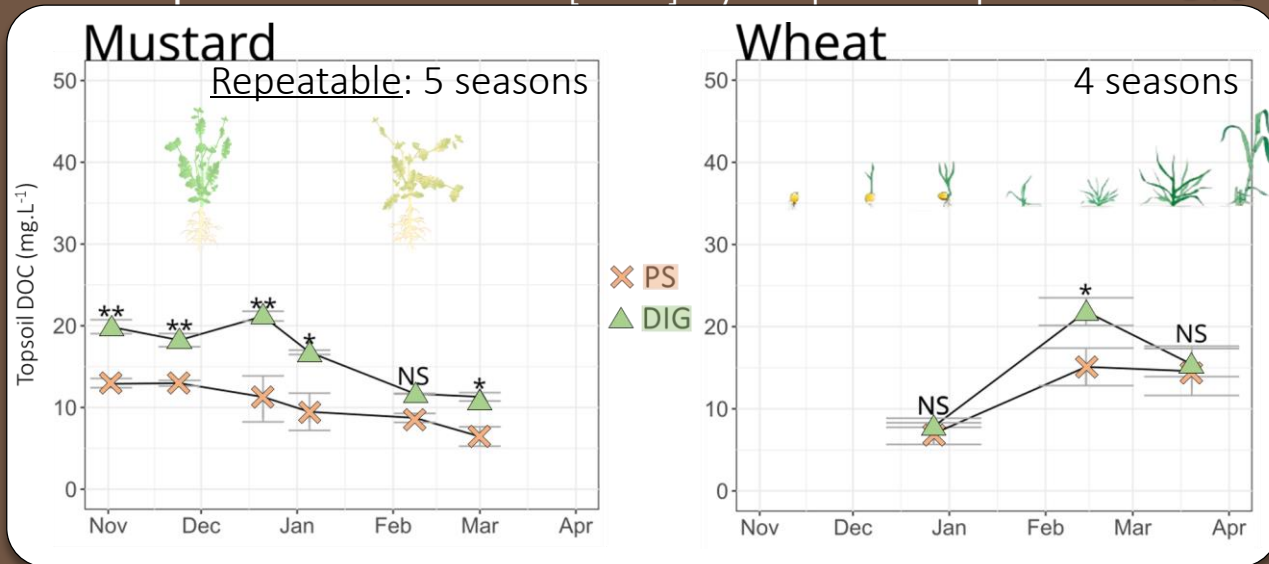 Mustard
Repeatable: 5 seasons
Topsoil DOC (mg.L-1)
50
40
30
20
10
0
**
**
**
*
NS
*
Nov Dec Jan Feb Mar Apr
PS
DIG
Wheat
4 seasons
50
40
30
20
10
0
NS
*
NS
Nov Dec Jan Feb Mar Apr